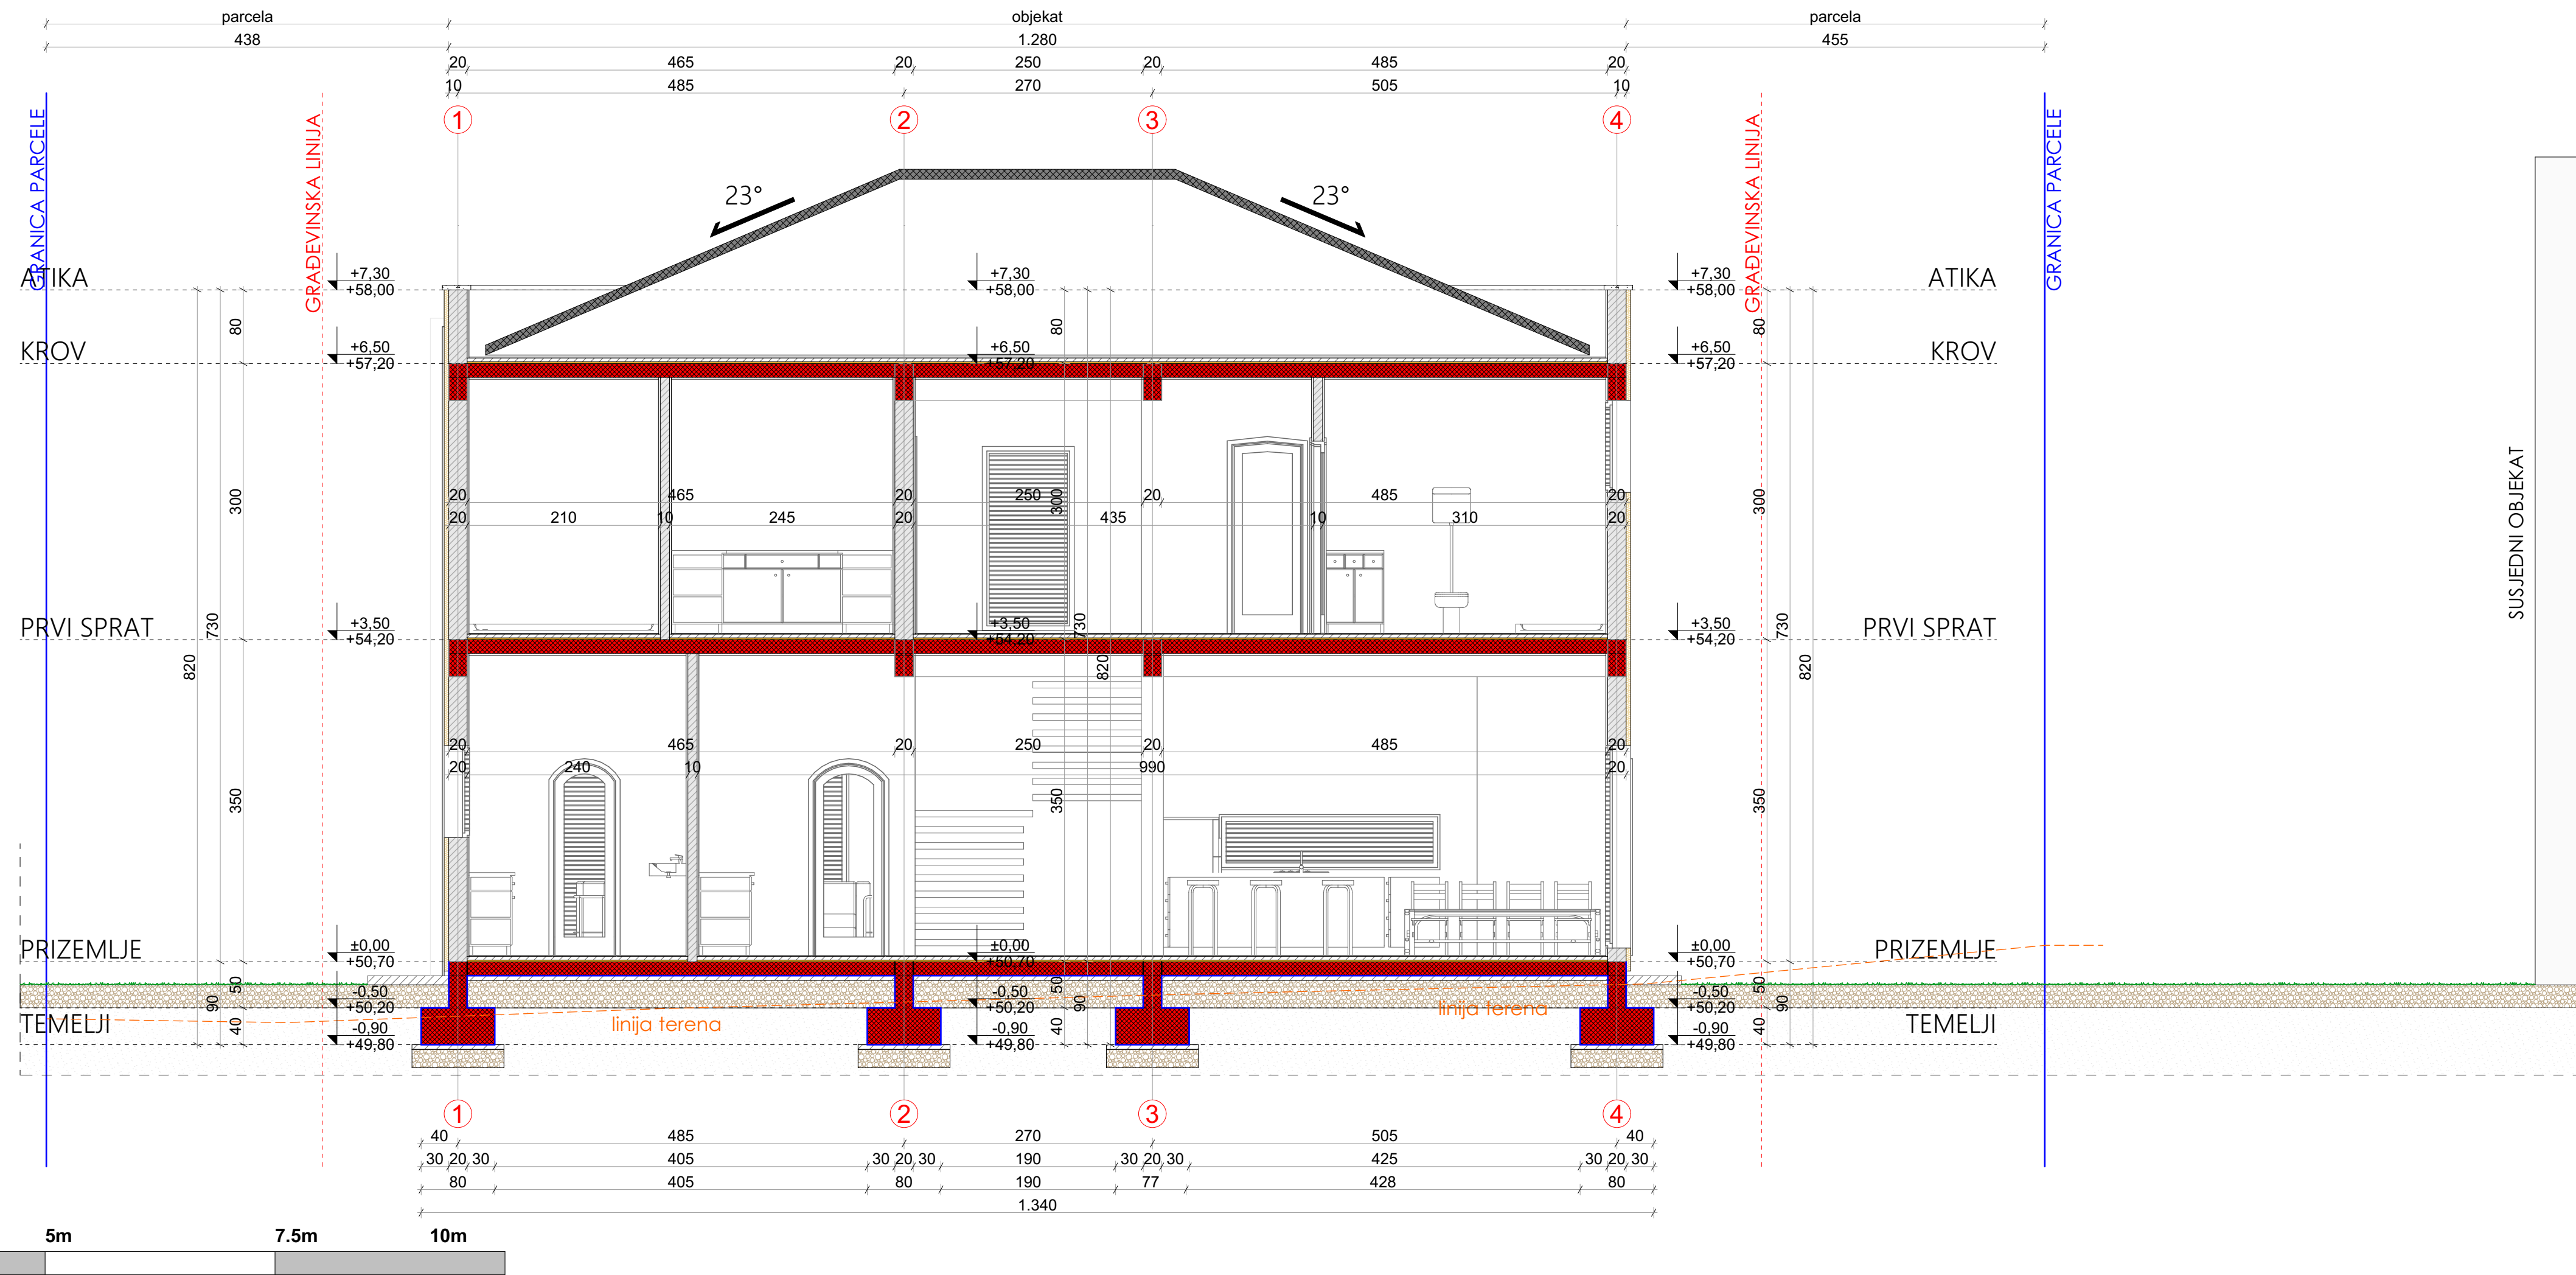 parcela objekat parcela
438 1.280 455
20 465 20 250 20 485 20
10 485 270 505 10
1 2 3 4
GRANICA PARCELE
GRAĐEVINSKA LINIJA
GRAĐEVINSKA LINIJA
GRANICA PARCELE
23° 23°
ATIKA +7,30 +7,30 +7,30 ATIKA
+58,00 +58,00 +58,00
80 80 80
KROV +6,50 +6,50 +6,50 KROV
+57,20 +57,20 +57,20
SUSJEDNI OBJEKAT
300 300 300
20 465 20 250 20 485 20
20 210 10 245 20 435 10 310 20
PRVI SPRAT +3,50 +3,50 +3,50 PRVI SPRAT
+54,20 +54,20 +54,20
730 730 730
820 820 820
20 465 20 250 20 485 20
20 240 10 990 20
350 350 350
PRIZEMLJE ±0,00 ±0,00 ±0,00 PRIZEMLJE
+50,70 +50,70 +50,70
50 50 50
-0,50 -0,50 -0,50
+50,20 +50,20 +50,20
90 90 90
linija terena
linija terena
TEMELJI -0,90 -0,90 -0,90 TEMELJI
40 40 40
+49,80 +49,80 +49,80
1 2 3 4
40 485 270 505 40
30 20 30 405 30 20 30 190 30 20 30 425 30 20 30
80 405 80 190 77 428 80
1.340
5m 7.5m 10m